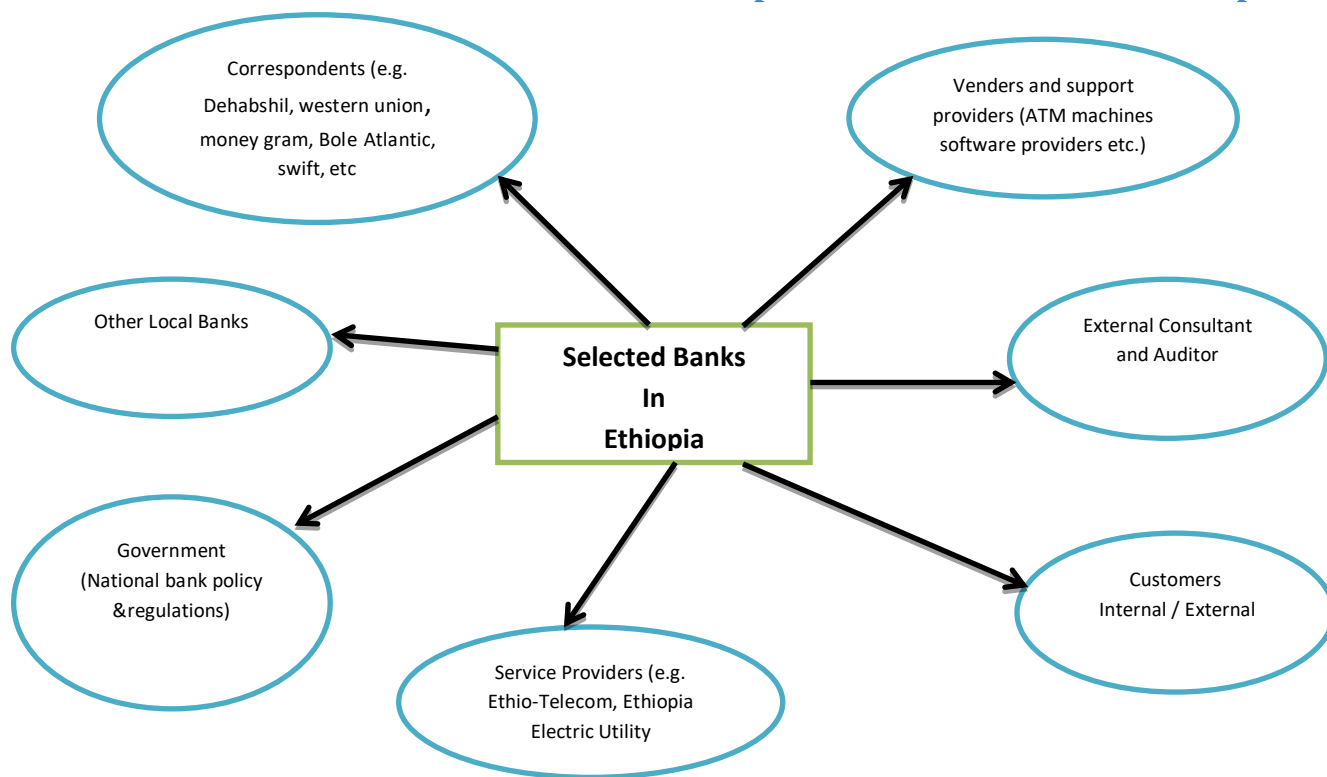 Correspondents (e.g.
Dehabshil, western union,
money gram, Bole Atlantic,
swift, etc
Venders and support
providers (ATM machines
software providers etc.)
Other Local Banks
Selected Banks
In
Ethiopia
External Consultant
and Auditor
Government
(National bank policy
&regulations)
Customers
Internal / External
Service Providers (e.g.
Ethio-Telecom, Ethiopia
Electric Utility